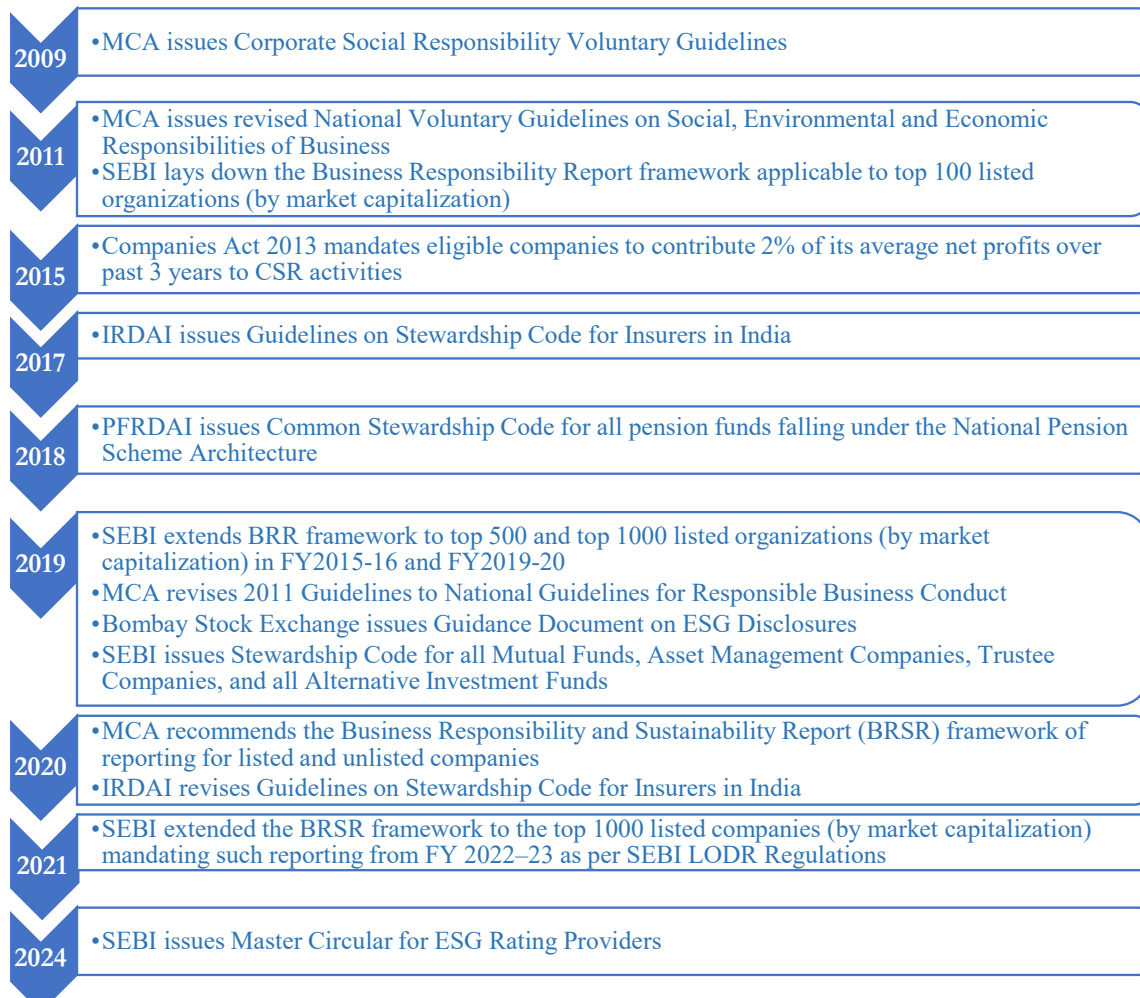 2009
•MCA issues Corporate Social Responsibility Voluntary Guidelines
2011
•MCA issues revised National Voluntary Guidelines on Social, Environmental and Economic
Responsibilities of Business
•SEBI lays down the Business Responsibility Report framework applicable to top 100 listed
organizations (by market capitalization)
2015
•Companies Act 2013 mandates eligible companies to contribute 2% of its average net profits over
past 3 years to CSR activities
2017
•IRDAI issues Guidelines on Stewardship Code for Insurers in India
2018
•PFRDAI issues Common Stewardship Code for all pension funds falling under the National Pension
Scheme Architecture
2019
•SEBI extends BRR framework to top 500 and top 1000 listed organizations (by market
capitalization) in FY2015-16 and FY2019-20
•MCA revises 2011 Guidelines to National Guidelines for Responsible Business Conduct
•Bombay Stock Exchange issues Guidance Document on ESG Disclosures
•SEBI issues Stewardship Code for all Mutual Funds, Asset Management Companies, Trustee
Companies, and all Alternative Investment Funds
2020
•MCA recommends the Business Responsibility and Sustainability Report (BRSR) framework of
reporting for listed and unlisted companies
•IRDAI revises Guidelines on Stewardship Code for Insurers in India
2021
•SEBI extended the BRSR framework to the top 1000 listed companies (by market capitalization)
mandating such reporting from FY 2022–23 as per SEBI LODR Regulations
2024
•SEBI issues Master Circular for ESG Rating Providers